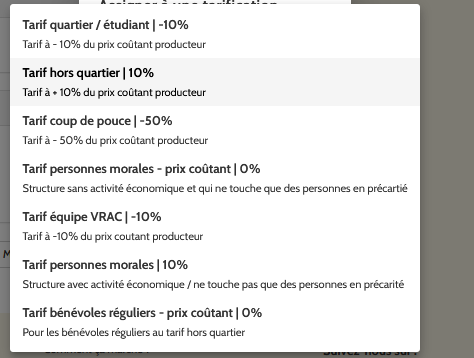 Assigner à une tarification
Tarif quartier / étudiant | -10%
Tarif à - 10% du prix coûtant producteur
Tarif hors quartier | 10%
Tarif à + 10% du prix coûtant producteur
Tarif coup de pouce | -50%
Tarif à - 50% du prix coûtant producteur
Tarif personnes morales - prix coûtant | 0%
Structure sans activité économique et qui ne touche que des personnes en précartié
Tarif équipe VRAC | -10%
Tarif à -10% du prix coutant producteur
M
Tarif personnes morales | 10%
Structure avec activité économique / ne touche pas que des personnes en précarité
Tarif bénévoles réguliers - prix coûtant | 0%
Pour les bénévoles réguliers au tarif hors quartier
Suivez-nous sur :